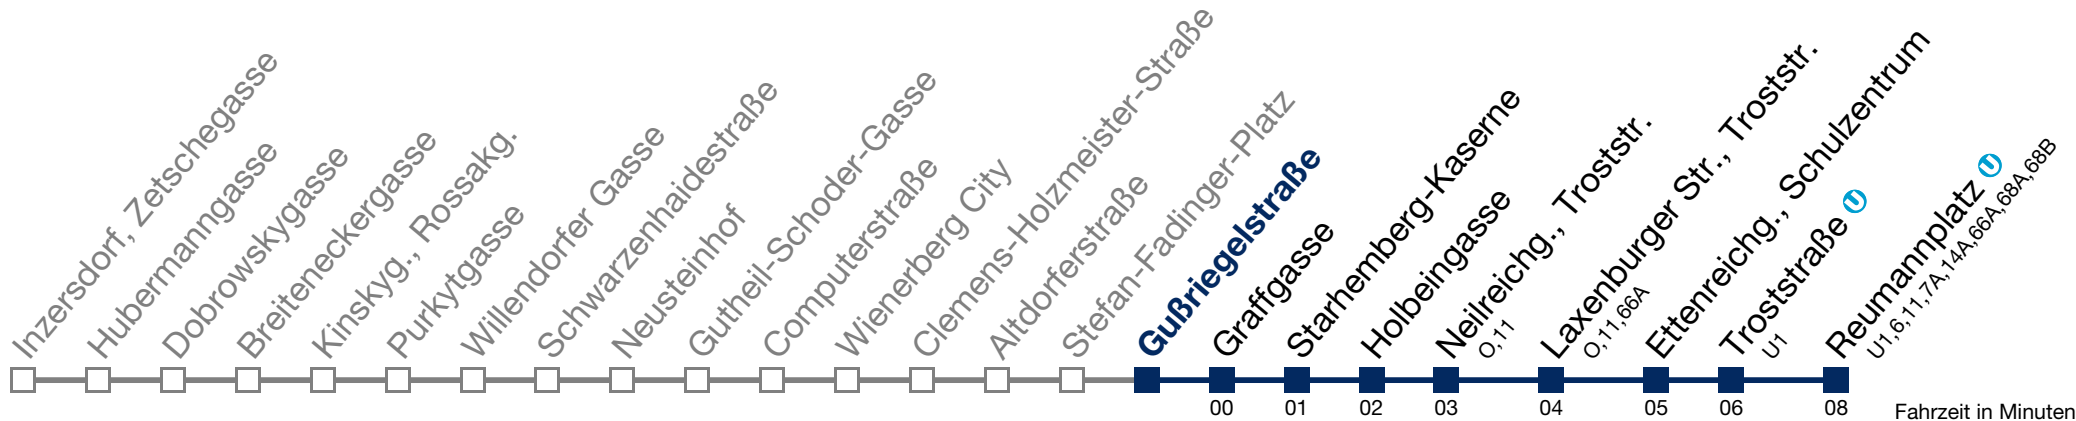 Inzersdorf, Zetschegasse
Hubermanngasse
Dobrowskygasse
Breiteneckergasse
Kinskyg., Rossakg.
Purkytgasse
Willendorfer Gasse
Schwarzenhaidestraße
Neusteinhof
Gutheil-Schoder-Gasse
Computerstraße
Wienerberg City
Clemens-Holzmeister-Straße
Altdorferstraße
Stefan-Fadinger-Platz
Gußriegelstraße
Graffgasse
Starhemberg-Kaserne
Holbeingasse
Neilreichg., Troststr.
O,11
Laxenburger Str., Troststr.
O,11,66A
Ettenreichg., Schulzentrum
Troststraße U
U1
Reumannplatz U
U1,6,11,7A,14A,66A,68A,68B
00 01 02 03 04 05 06 08
Fahrzeit in Minuten